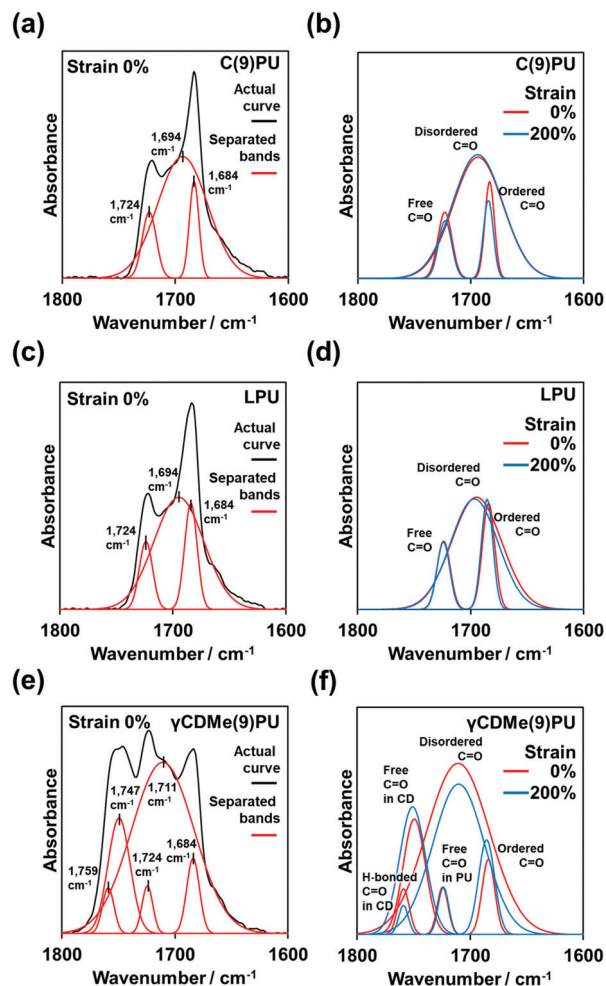 (a)
Strain 0%
C(9)PU
Actual
curve
1,694
cm-1
Separated
bands
1,684
cm-1
1,724
cm-1
Absorbance
1800
1700
1600
Wavenumber / cm-1
(b)
C(9)PU
Strain
0%
200%
Disordered
C=O
Free
C=O
Ordered
C=O
Absorbance
1800
1700
1600
Wavenumber / cm-1
(c)
Strain 0%
LPU
Actual
curve
1,694
cm-1
Separated
bands
1,684
cm-1
1,724
cm-1
Absorbance
1800
1700
1600
Wavenumber / cm-1
(d)
LPU
Strain
0%
200%
Disordered
C=O
Free
C=O
Ordered
C=O
Absorbance
1800
1700
1600
Wavenumber / cm-1
(e)
Strain 0%
γCDMe(9)PU
Actual
curve
1,747
cm-1
1,711
cm-1
Separated
bands
1,759
cm-1
1,724
cm-1
1,684
cm-1
Absorbance
1800
1700
1600
Wavenumber / cm-1
(f)
γCDMe(9)PU
Disordered
C=O
Strain
0%
200%
Free
C=O
in CD
H-bonded
C=O
in CD
Free
C=O
in PU
Ordered
C=O
Absorbance
1800
1700
1600
Wavenumber / cm-1